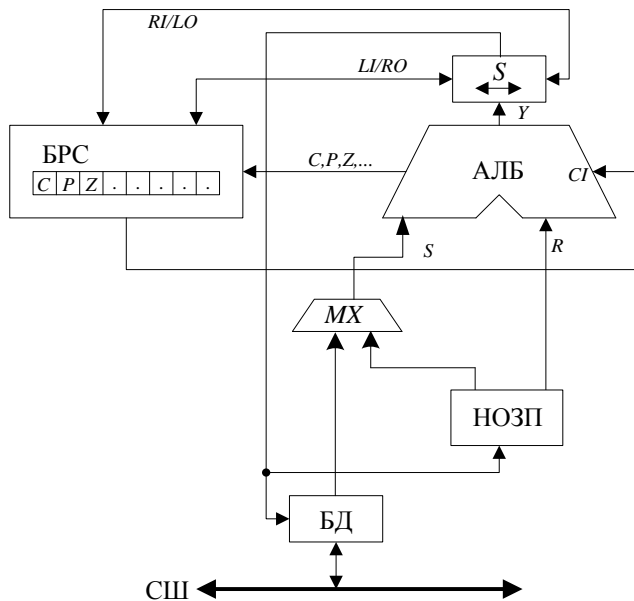 RI/LO
LI/RO
S
Y
БРС
C P Z . . . . .
C,P,Z,...
АЛБ
CI
S
R
MX
НОЗП
БД
СШ